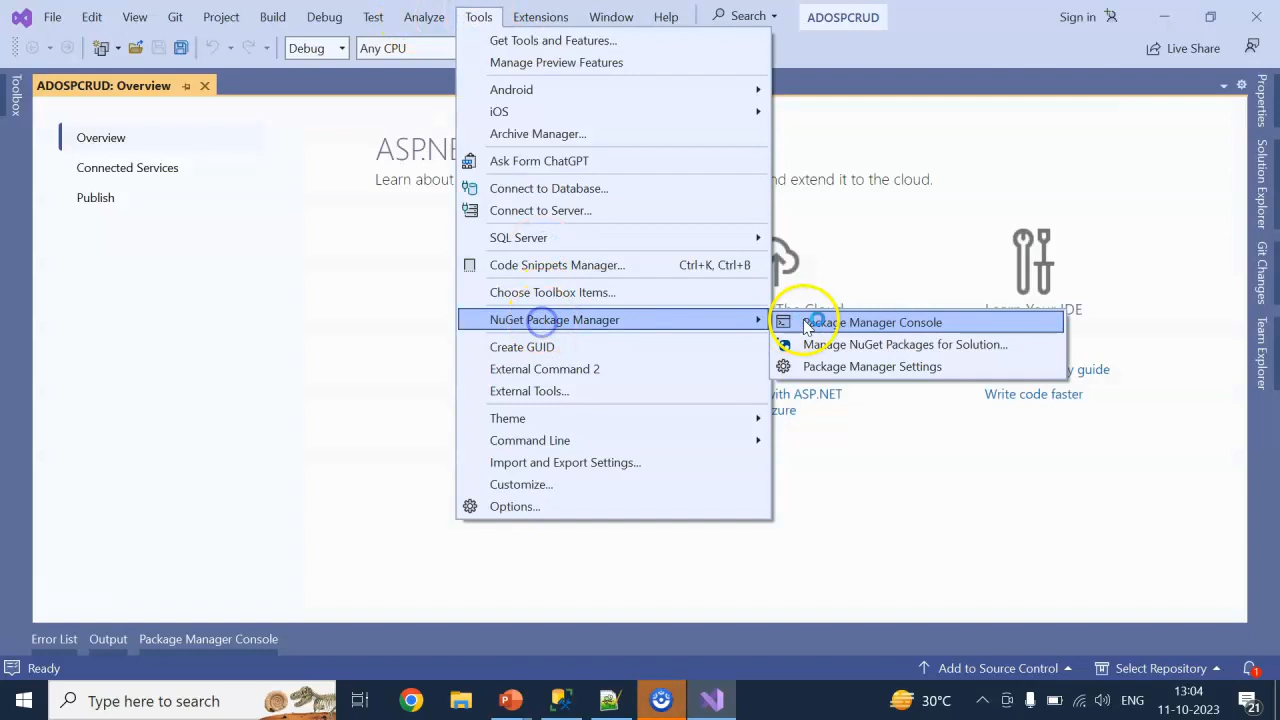 File Edit View Git Project Build Debug Test Analyze Tools Extensions Window Help Search ADOSPCRUD Sign in
Debug Any CPU Live Share
ADOSPCRUD: Overview
Toolbox
Overview
Connected Services
Publish
ASP.NE
Learn about
and extend it to the cloud.
Get Tools and Features...
Manage Preview Features
Android
iOS
Archive Manager...
Ask Form ChatGPT
Connect to Database...
Connect to Server...
SQL Server
Code Snippets Manager... Ctrl+K, Ctrl+B
Choose Toolbox Items...
NuGet Package Manager
Create GUID
External Command 2
External Tools...
Theme
Command Line
Import and Export Settings...
Customize...
Options...
Package Manager Console
Manage NuGet Packages for Solution...
Package Manager Settings
y guide
with ASP.NET
zure
Write code faster
Properties
Solution Explorer
Git Changes
Team Explorer
Error List Output Package Manager Console
Ready Add to Source Control Select Repository 1
Type here to search 30°C ENG 13:04
11-10-2023 21